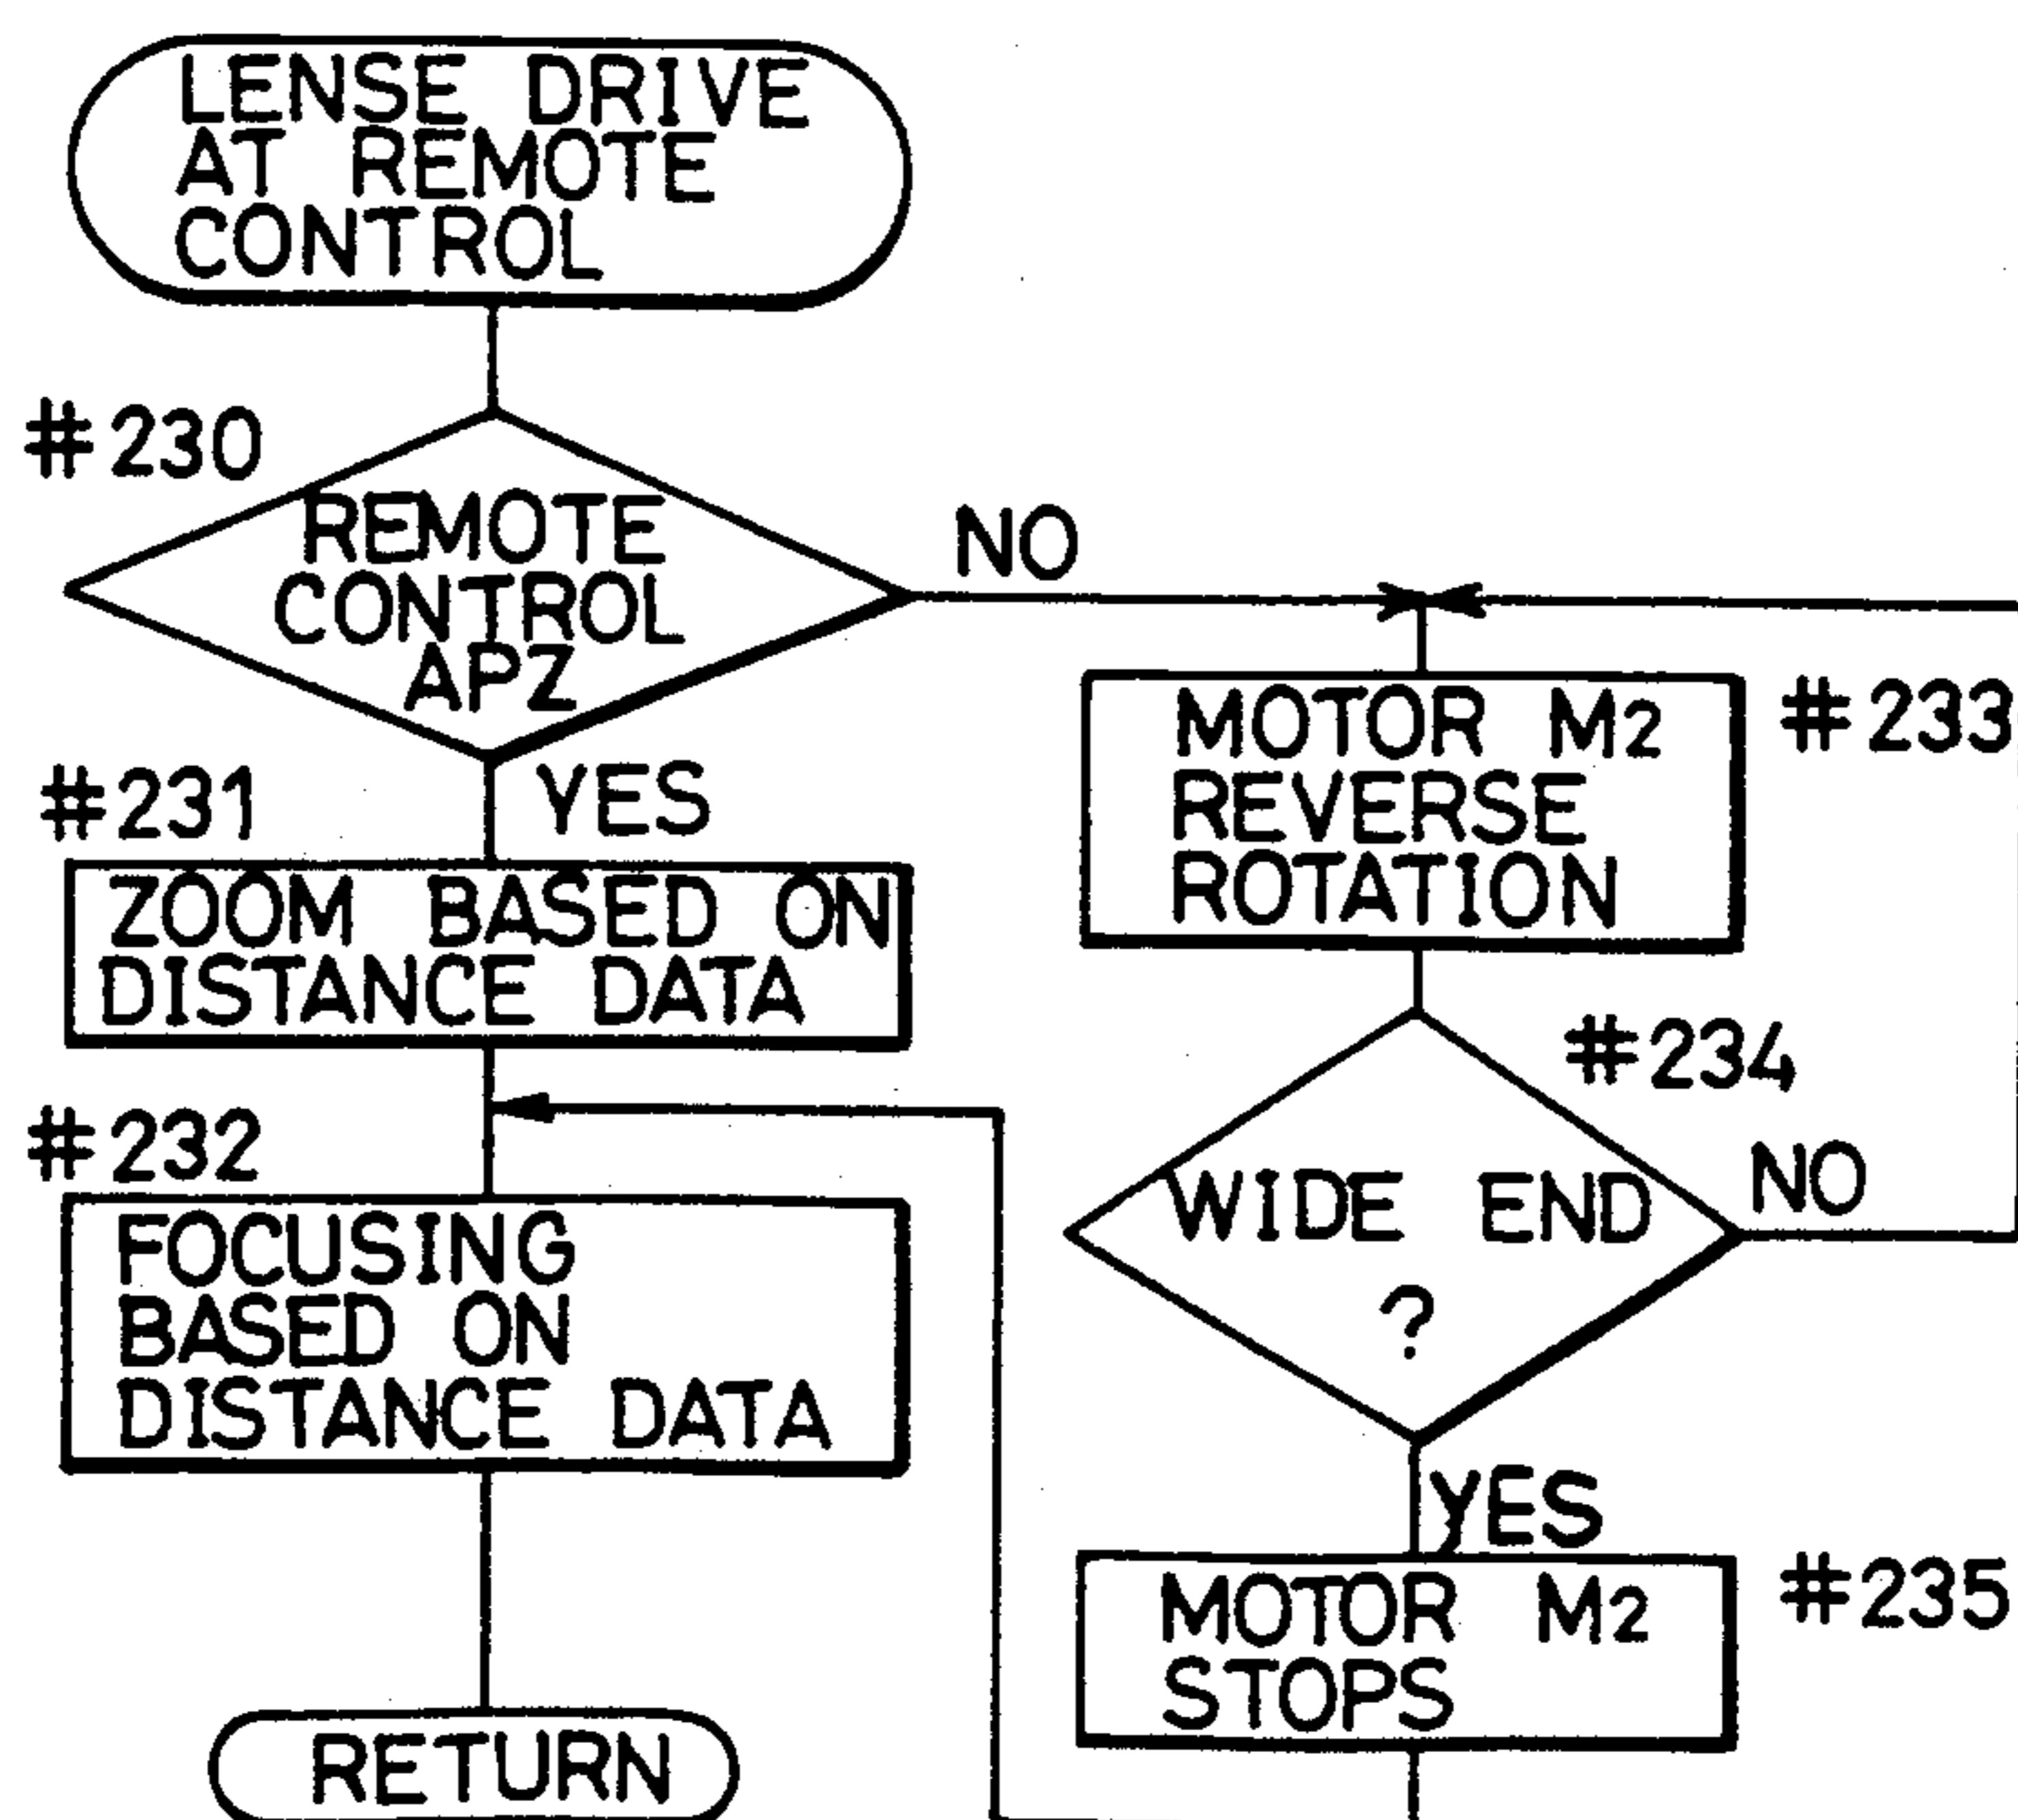 LENSE DRIVE
AT REMOTE
CONTROL
#230
REMOTE
CONTROL
APZ
NO
YES
#231
ZOOM BASED ON
DISTANCE DATA
#232
FOCUSING
BASED ON
DISTANCE DATA
RETURN
MOTOR M2
REVERSE
ROTATION
#233
#234
WIDE END
?
NO
YES
MOTOR M2
STOPS
#235